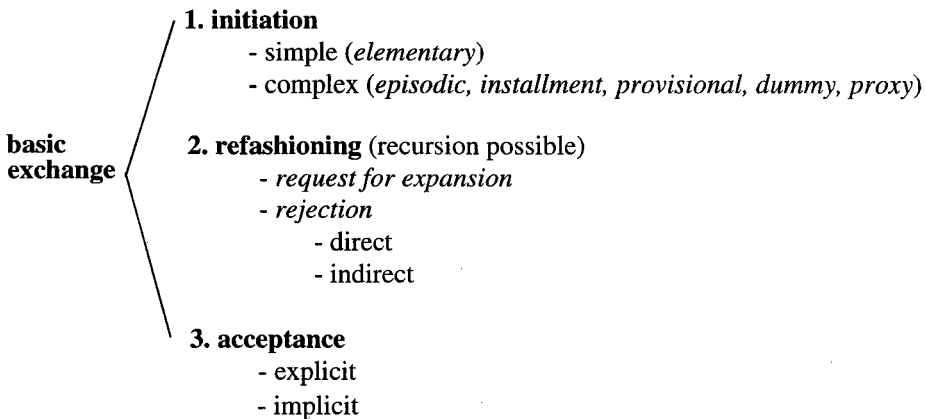 1. initiation
- simple (elementary)
- complex (episodic, installment, provisional, dummy, proxy)
basic
exchange
2. refashioning (recursion possible)
- request for expansion
- rejection
- direct
- indirect
3. acceptance
- explicit
- implicit